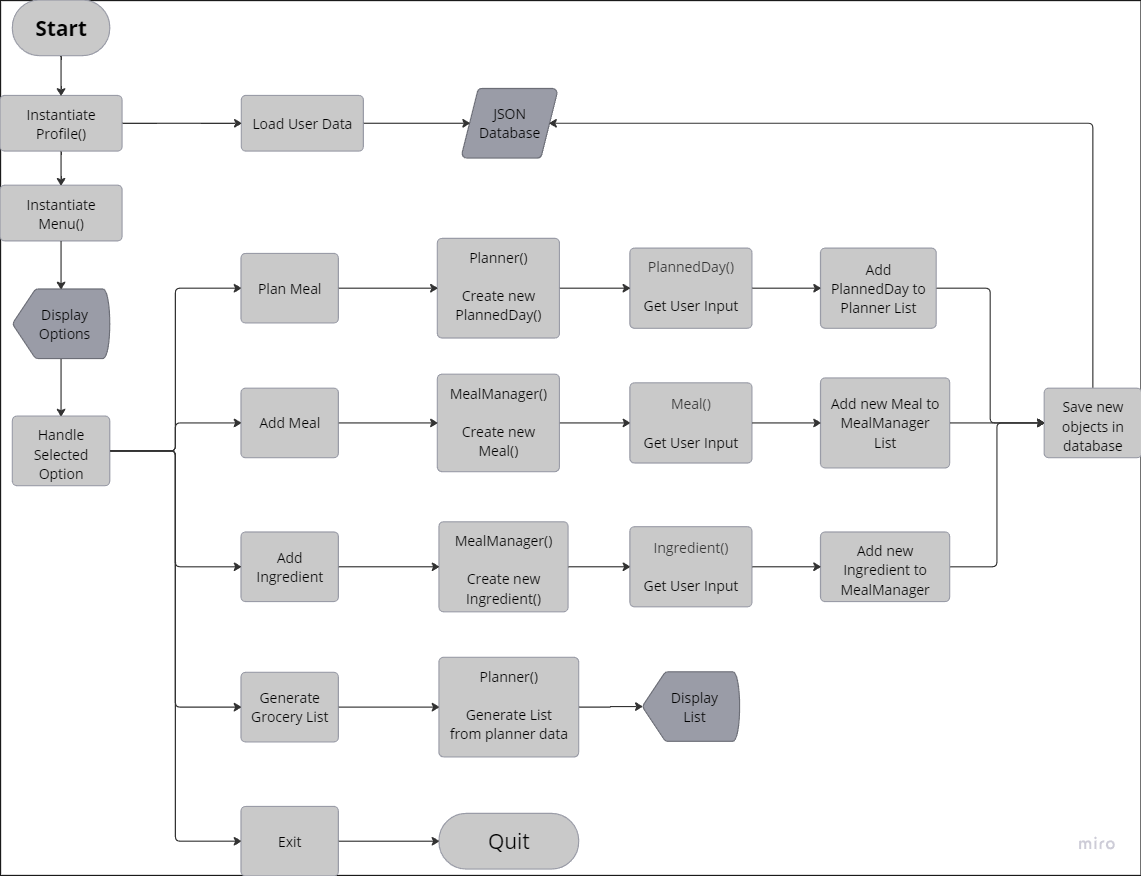 Start
Instantiate
Profile()
Load User Data
JSON
Database
Instantiate
Menu()
Display
Options
Handle
Selected
Option
Plan Meal
Planner()
Create new
PlannedDay()
PlannedDay()
Get User Input
Add
PlannedDay to
Planner List
Add Meal
MealManager()
Create new
Meal()
Meal()
Get User Input
Add new Meal to
MealManager
List
Save new
objects in
database
Add
Ingredient
MealManager()
Create new
Ingredient()
Ingredient()
Get User Input
Add new
Ingredient to
MealManager
Generate
Grocery List
Planner()
Generate List
from planner data
Display
List
Exit
Quit
miro